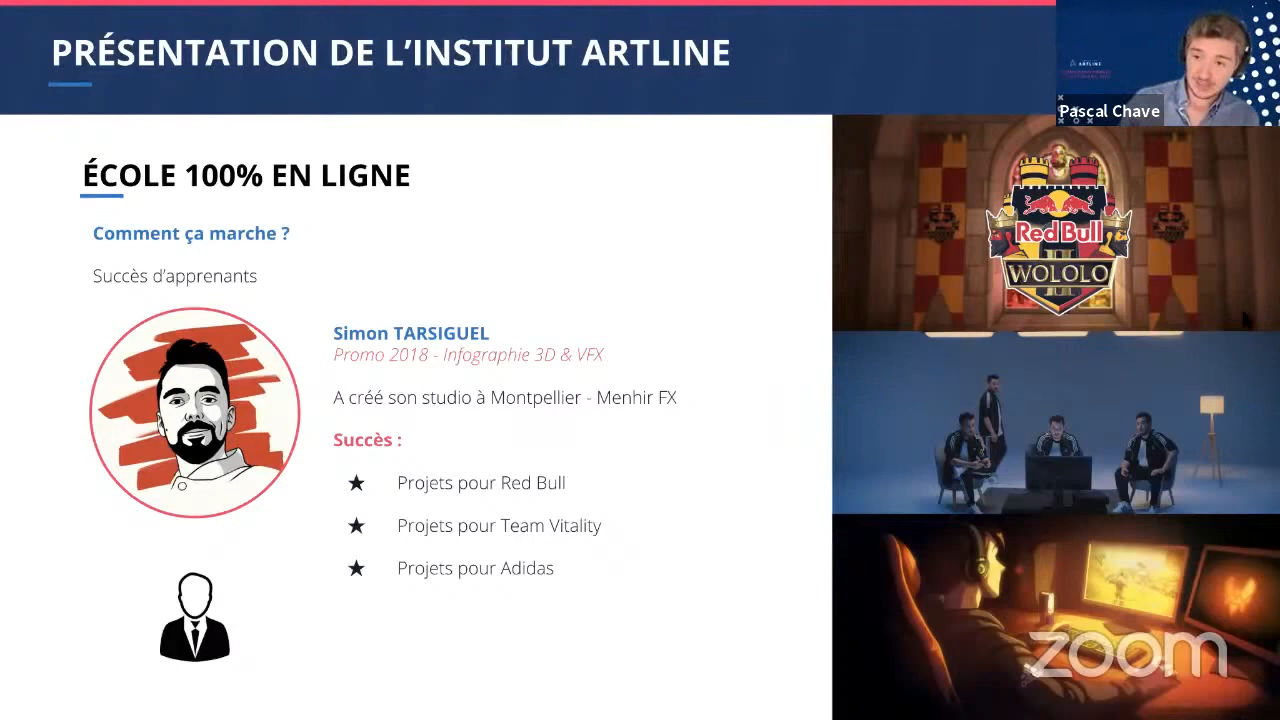 PRÉSENTATION DE L’INSTITUT ARTLINE
ARTLINE
Pascal Chave
ÉCOLE 100% EN LIGNE
Comment ça marche ?
Succès d’apprenants
Simon TARSIGUEL
Promo 2018 - Infographie 3D & VFX
A créé son studio à Montpellier - Menhir FX
Succès :
★ Projets pour Red Bull
★ Projets pour Team Vitality
★ Projets pour Adidas
Red Bull
WOLOLO
II
zoom